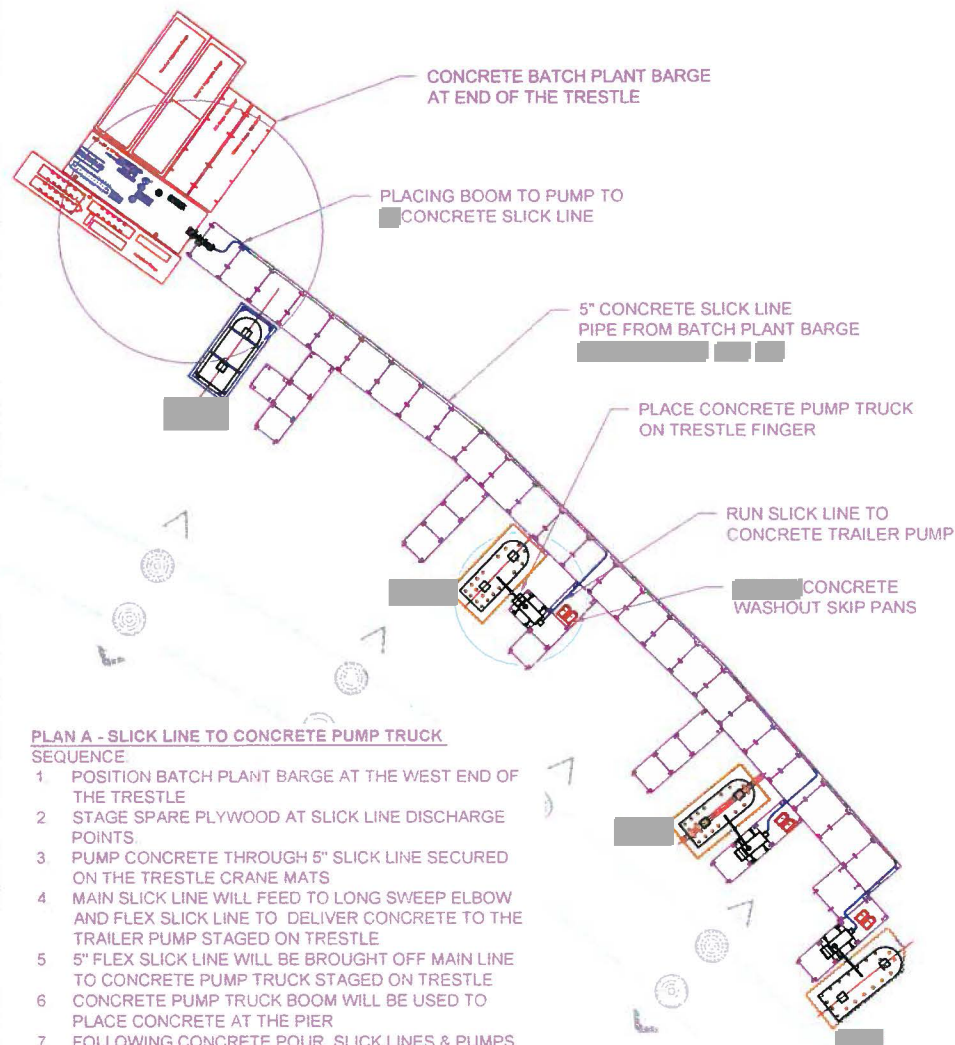 CONCRETE BATCH PLANT BARGE
AT END OF THE TRESTLE
PLACING BOOM TO PUMP TO
CONCRETE SLICK LINE
5" CONCRETE SLICK LINE
PIPE FROM BATCH PLANT BARGE
PLACE CONCRETE PUMP TRUCK
ON TRESTLE FINGER
RUN SLICK LINE TO
CONCRETE TRAILER PUMP
CONCRETE
WASHOUT SKIP PANS
PLAN A - SLICK LINE TO CONCRETE PUMP TRUCK
SEQUENCE:
1. POSITION BATCH PLANT BARGE AT THE WEST END OF
THE TRESTLE
2 STAGE SPARE PLYWOOD AT SLICK LINE DISCHARGE
POINTS.
3. PUMP CONCRETE THROUGH 5" SLICK LINE SECURED
ON THE TRESTLE CRANE MATS
4 MAIN SLICK LINE WILL FEED TO LONG SWEEP ELBOW
AND FLEX SLICK LINE TO DELIVER CONCRETE TO THE
TRAILER PUMP STAGED ON TRESTLE
5 5" FLEX SLICK LINE WILL BE BROUGHT OFF MAIN LINE
TO CONCRETE PUMP TRUCK STAGED ON TRESTLE
6 CONCRETE PUMP TRUCK BOOM WILL BE USED TO
PLACE CONCRETE AT THE PIER
7 FOLLOWING CONCRETE POUR, SLICK LINES & PUMPS